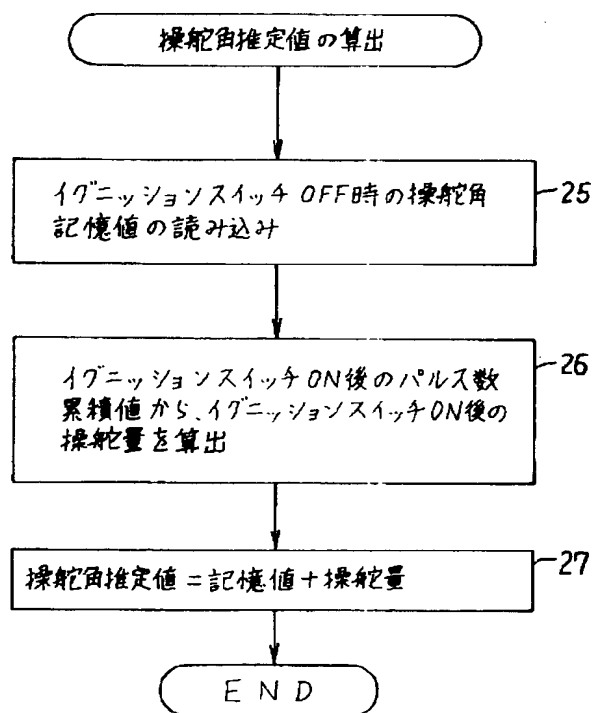 操舵角推定値の算出
イグニッションスイッチ OFF時の操舵角
記憶値の読み込み
25
イグニッションスイッチON後のパルス数
累積値から、イグニッションスイッチON後の
操舵量を算出
26
操舵角推定値=記憶値+操舵量
27
END